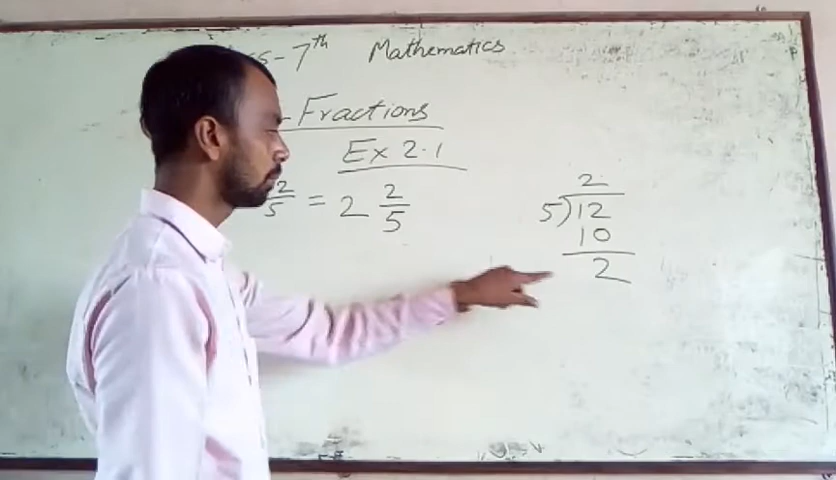 7th Mathematics
Fractions
Ex 2.1
2/5 = 2 2/5
2
5)12
10
2